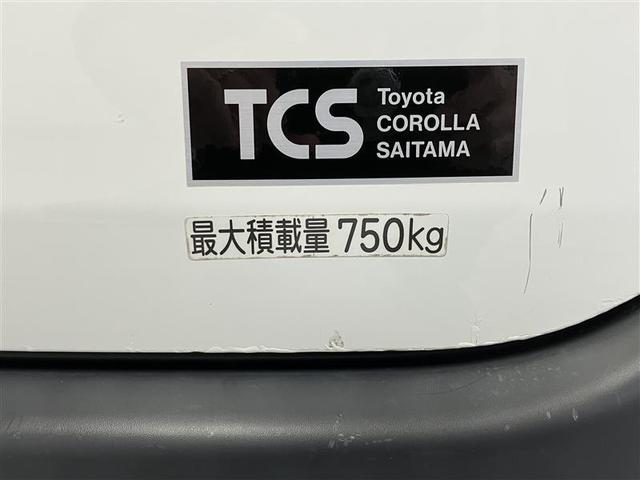 TCS
Toyota
COROLLA
SAITAMA
最大積載量 750kg